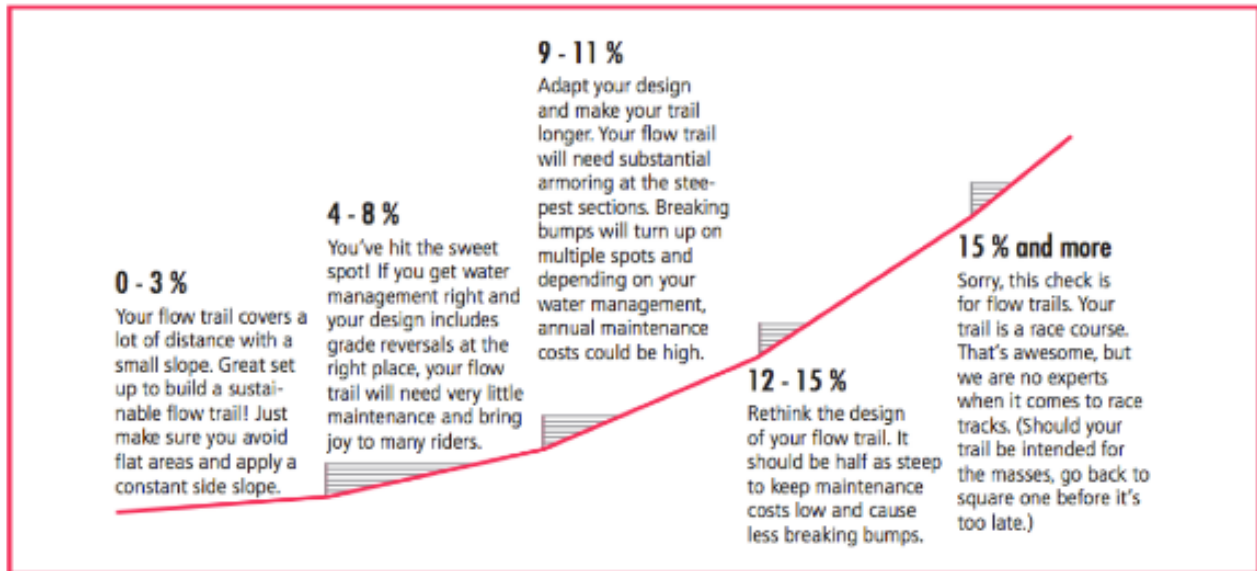 0 - 3 %
Your flow trail covers a
lot of distance with a
small slope. Great set
up to build a sustai-
nable flow trail! Just
make sure you avoid
flat areas and apply a
constant side slope.
4 - 8 %
You've hit the sweet
spot! If you get water
management right and
your design includes
grade reversals at the
right place, your flow
trail will need very little
maintenance and bring
joy to many riders.
9 - 11 %
Adapt your design
and make your trail
longer. Your flow trail
will need substantial
armoring at the stee-
pest sections. Breaking
bumps will turn up on
multiple spots and
depending on your
water management,
annual maintenance
costs could be high.
12 - 15 %
Rethink the design
of your flow trail. It
should be half as steep
to keep maintenance
costs low and cause
less breaking bumps.
15 % and more
Sorry, this check is
for flow trails. Your
trail is a race course.
That's awesome, but
we are no experts
when it comes to race
tracks. (Should your
trail be intended for
the masses, go back to
square one before it's
too late.)